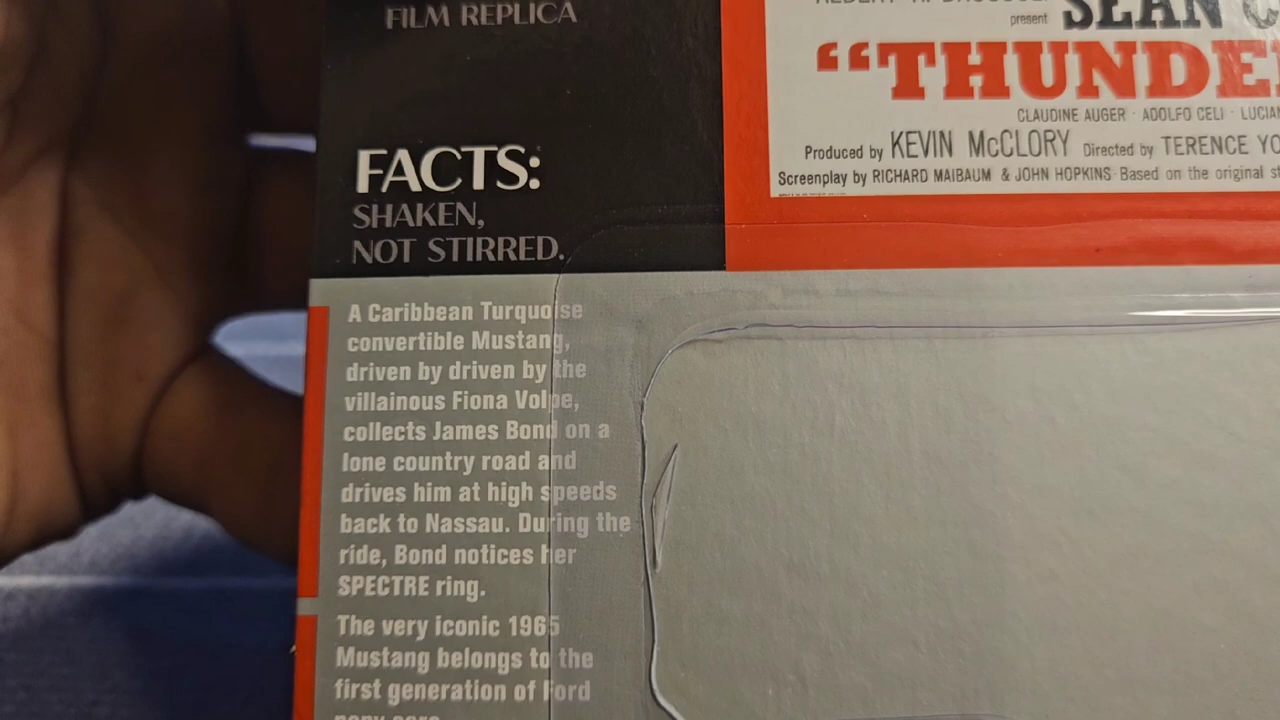 FILM REPLICA
FACTS:
SHAKEN,
NOT STIRRED.
A Caribbean Turquoise
convertible Mustang,
driven by driven by the
villainous Fiona Volpe,
collects James Bond on a
lone country road and
drives him at high speeds
back to Nassau. During the
ride, Bond notices her
SPECTRE ring.
The very iconic 1965
Mustang belongs to the
first generation of Ford
pony cars
present SEAN C
“THUNDE
CLAUDINE AUGER · ADOLFO CELI · LUCIAN
Produced by KEVIN McCLORY Directed by TERENCE YO
Screenplay by RICHARD MAIBAUM & JOHN HOPKINS · Based on the original st